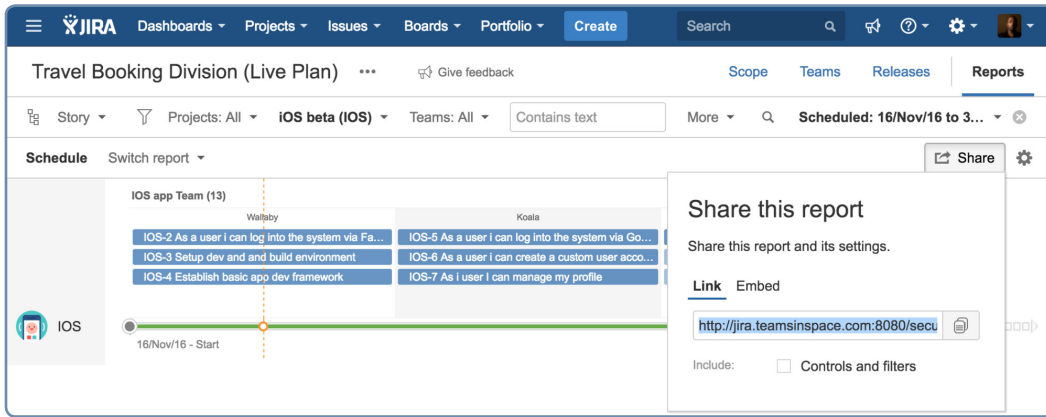 JIRA Dashboards Projects Issues Boards Portfolio Create Search
Travel Booking Division (Live Plan) ••• Give feedback Scope Teams Releases Reports
Story Projects: All iOS beta (IOS) Teams: All Contains text More Scheduled: 16/Nov/16 to 3...
Schedule Switch report Share
IOS app Team (13)
Wallaby Koala
IOS-2 As a user i can log into the system via Fa... IOS-5 As a user i can log into the system via Go...
IOS-3 Setup dev and and build environment IOS-6 As a user i can create a custom user acco...
IOS-4 Establish basic app dev framework IOS-7 As i user I can manage my profile
IOS
16/Nov/16 - Start
Share this report
Share this report and its settings.
Link Embed
http://jira.teamsinspace.com:8080/secu
Include: Controls and filters